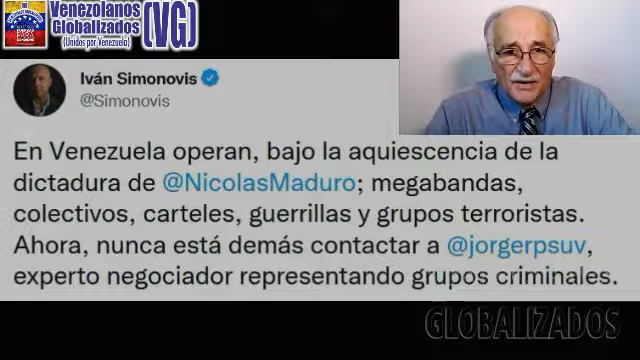 Venezolanos
Globalizados
(Unidos por Venezuela)
(VG)
Iván Simonovis
@Simonovis
En Venezuela operan, bajo la aquiescencia de la
dictadura de @NicolasMaduro; megabandas,
colectivos, carteles, guerrillas y grupos terroristas.
Ahora, nunca está demás contactar a @jorgerpsuv,
experto negociador representando grupos criminales.
GLOBALIZADOS